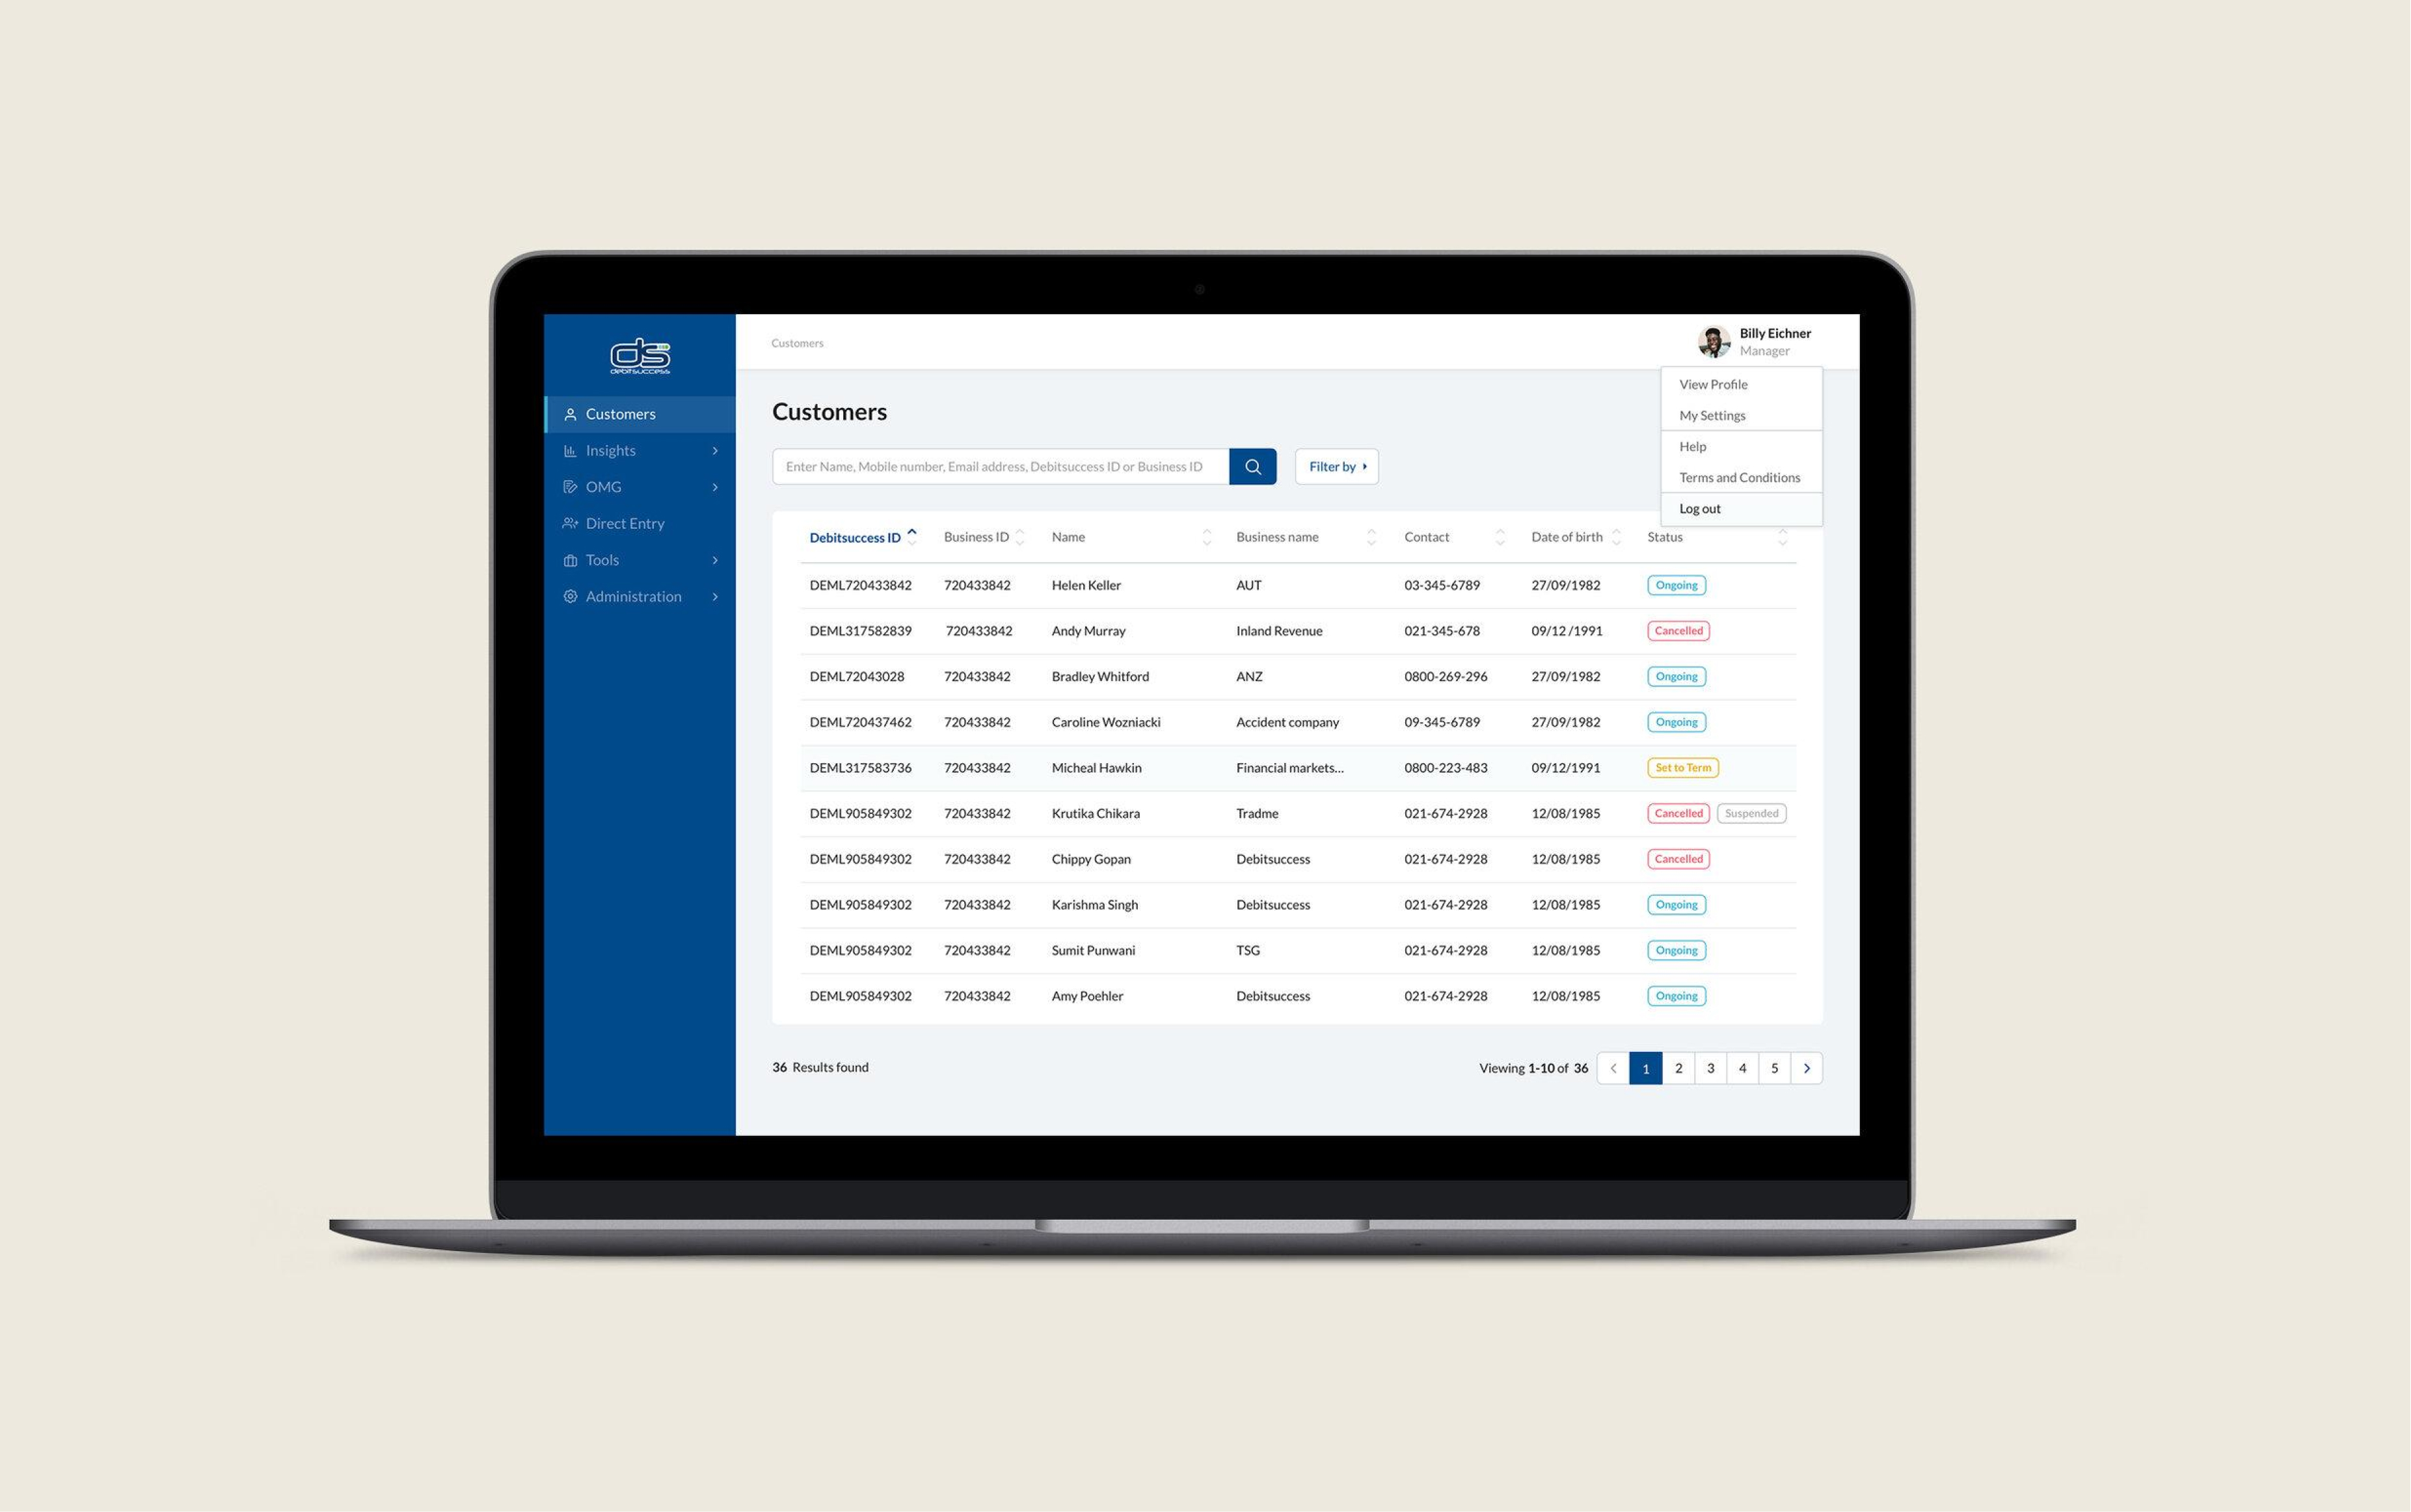 ds
debitsuccess
Customers
Billy Eichner
Manager
Customers
Insights
OMG
Direct Entry
Tools
Administration
View Profile
My Settings
Help
Terms and Conditions
Log out
Customers
Enter Name, Mobile number, Email address, Debitsuccess ID or Business ID
Filter by
Debitsuccess ID Business ID Name Business name Contact Date of birth Status
DEML720433842 720433842 Helen Keller AUT 03-345-6789 27/09/1982 Ongoing
DEML317582839 720433842 Andy Murray Inland Revenue 021-345-678 09/12 /1991 Cancelled
DEML72043028 720433842 Bradley Whitford ANZ 0800-269-296 27/09/1982 Ongoing
DEML720437462 720433842 Caroline Wozniacki Accident company 09-345-6789 27/09/1982 Ongoing
DEML317583736 720433842 Micheal Hawkin Financial markets... 0800-223-483 09/12/1991 Set to Term
DEML905849302 720433842 Krutika Chikara Tradme 021-674-2928 12/08/1985 Cancelled Suspended
DEML905849302 720433842 Chippy Gopan Debitsuccess 021-674-2928 12/08/1985 Cancelled
DEML905849302 720433842 Karishma Singh Debitsuccess 021-674-2928 12/08/1985 Ongoing
DEML905849302 720433842 Sumit Punwani TSG 021-674-2928 12/08/1985 Ongoing
DEML905849302 720433842 Amy Poehler Debitsuccess 021-674-2928 12/08/1985 Ongoing
36 Results found
Viewing 1-10 of 36 1 2 3 4 5